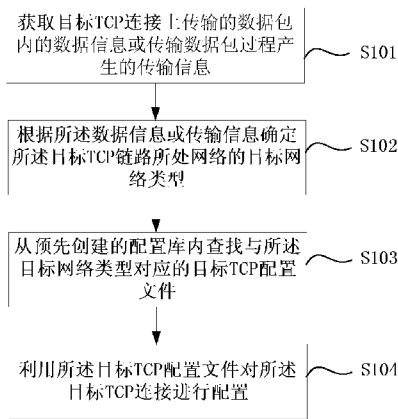 获取目标TCP连接上传输的数据包
内的数据信息或传输数据包过程产
生的传输信息
S101
根据所述数据信息或传输信息确定
所述目标TCP链路所处网络的目标网
络类型
S102
从预先创建的配置库内查找与所述
目标网络类型对应的目标TCP配置
文件
S103
利用所述目标TCP配置文件对所述
目标TCP连接进行配置
S104